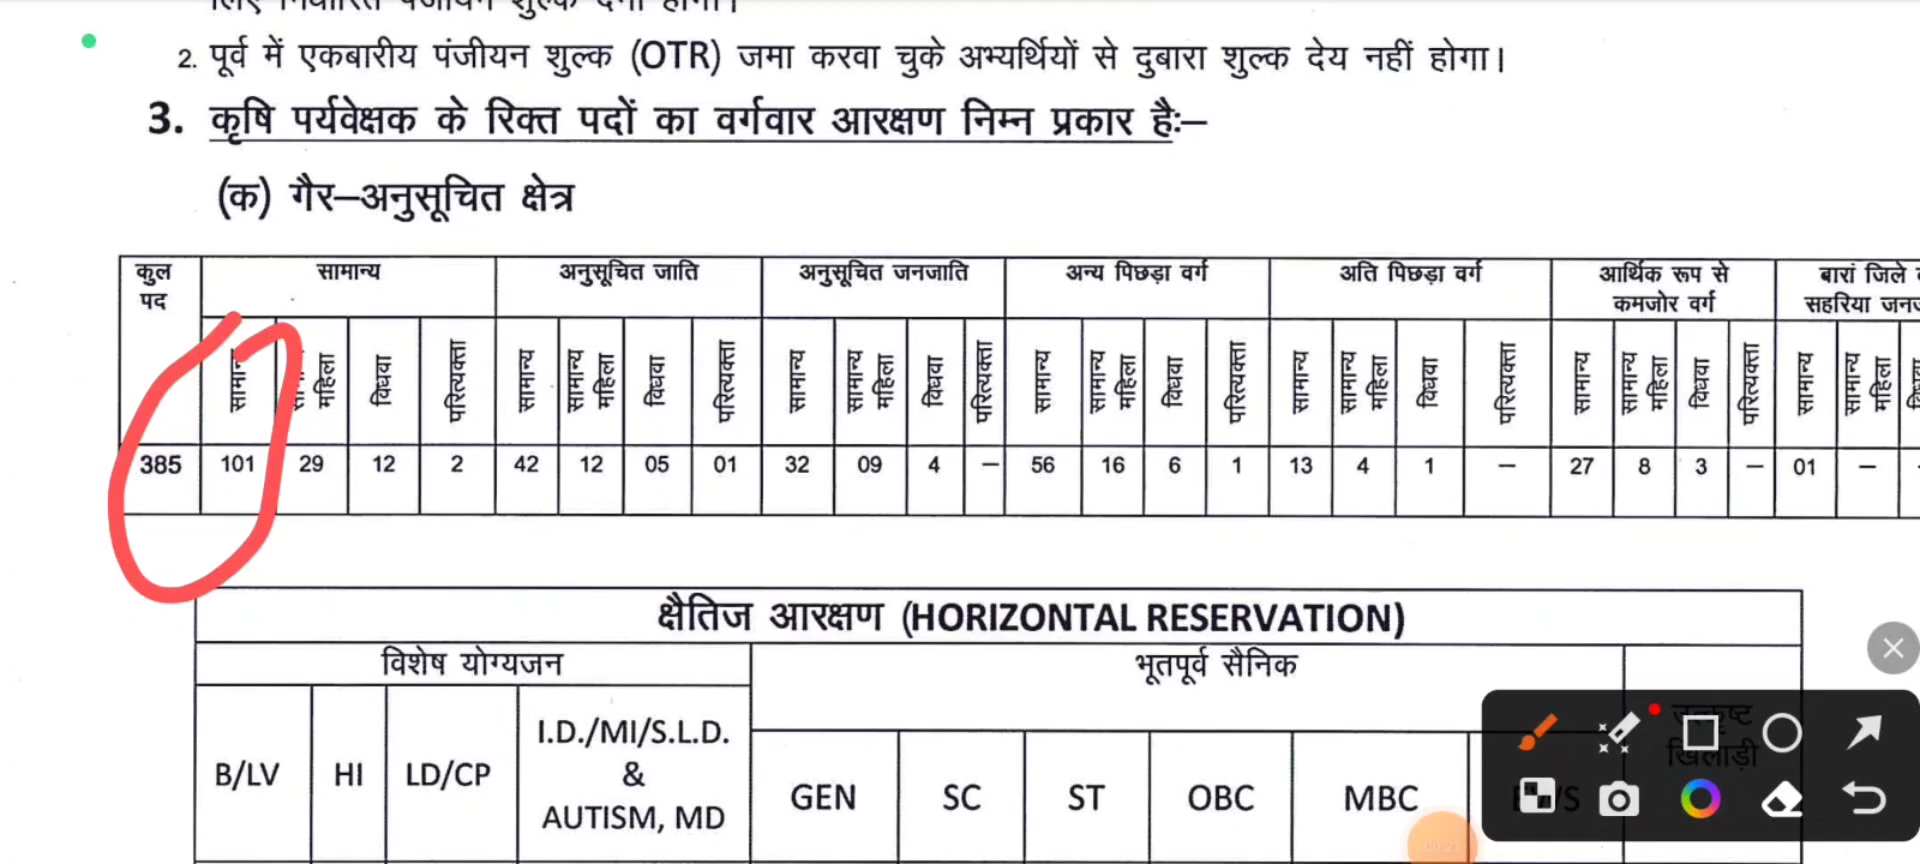 2. पूर्व में एकबारीय पंजीयन शुल्क (OTR) जमा करवा चुके अभ्यर्थियों से दुबारा शुल्क देय नहीं होगा।
3. कृषि पर्यवेक्षक के रिक्त पदों का वर्गवार आरक्षण निम्न प्रकार है:–
(क) गैर–अनुसूचित क्षेत्र
कुल पद सामान्य अनुसूचित जाति अनुसूचित जनजाति अन्य पिछड़ा वर्ग अति पिछड़ा वर्ग आर्थिक रूप से कमजोर वर्ग बारां जिले
सहरिया
सामान्य महिला विधवा परित्यक्ता सामान्य सामान्य महिला विधवा परित्यक्ता सामान्य सामान्य महिला विधवा परित्यक्ता सामान्य सामान्य महिला विधवा परित्यक्ता सामान्य सामान्य महिला विधवा परित्यक्ता सामान्य सामान्य महिला विधवा परित्यक्ता सामान्य सामान्य महिला
385 101 29 12 2 42 12 05 01 32 09 4 – 56 16 6 1 13 4 1 – 27 8 3 – 01 –
क्षैतिज आरक्षण (HORIZONTAL RESERVATION)
विशेष योग्यजन भूतपूर्व सैनिक उत्कृष्ट खिलाड़ी
B/LV HI LD/CP I.D./MI/S.L.D. & AUTISM, MD GEN SC ST OBC MBC